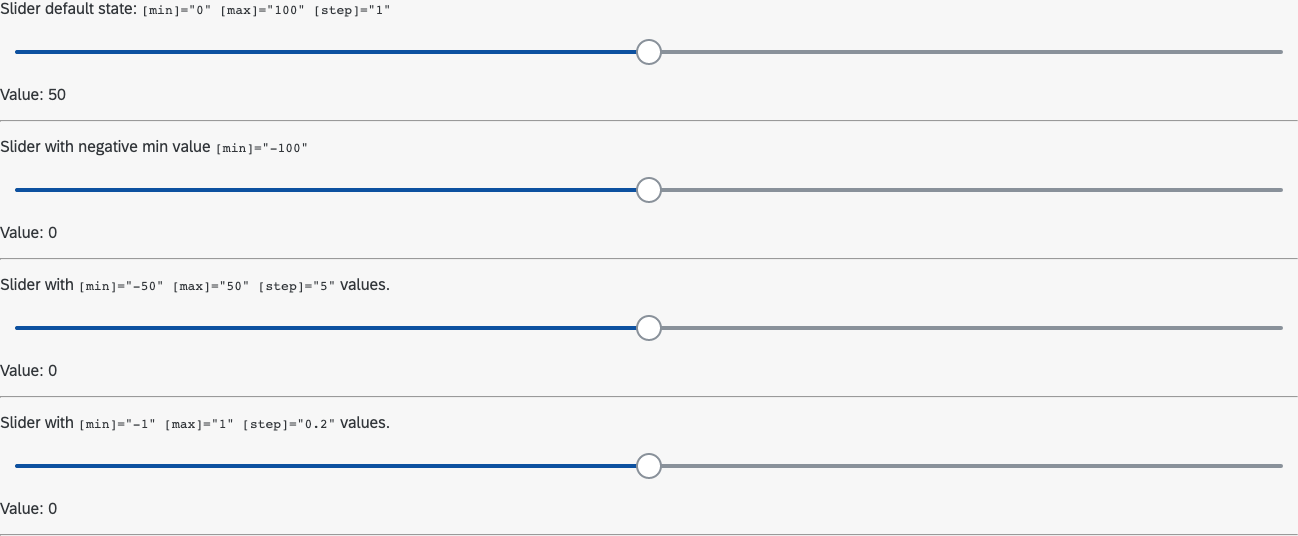 Slider default state: [min]="0" [max]="100" [step]="1"
Value: 50
Slider with negative min value [min]="-100"
Value: 0
Slider with [min]="-50" [max]="50" [step]="5" values.
Value: 0
Slider with [min]="-1" [max]="1" [step]="0.2" values.
Value: 0